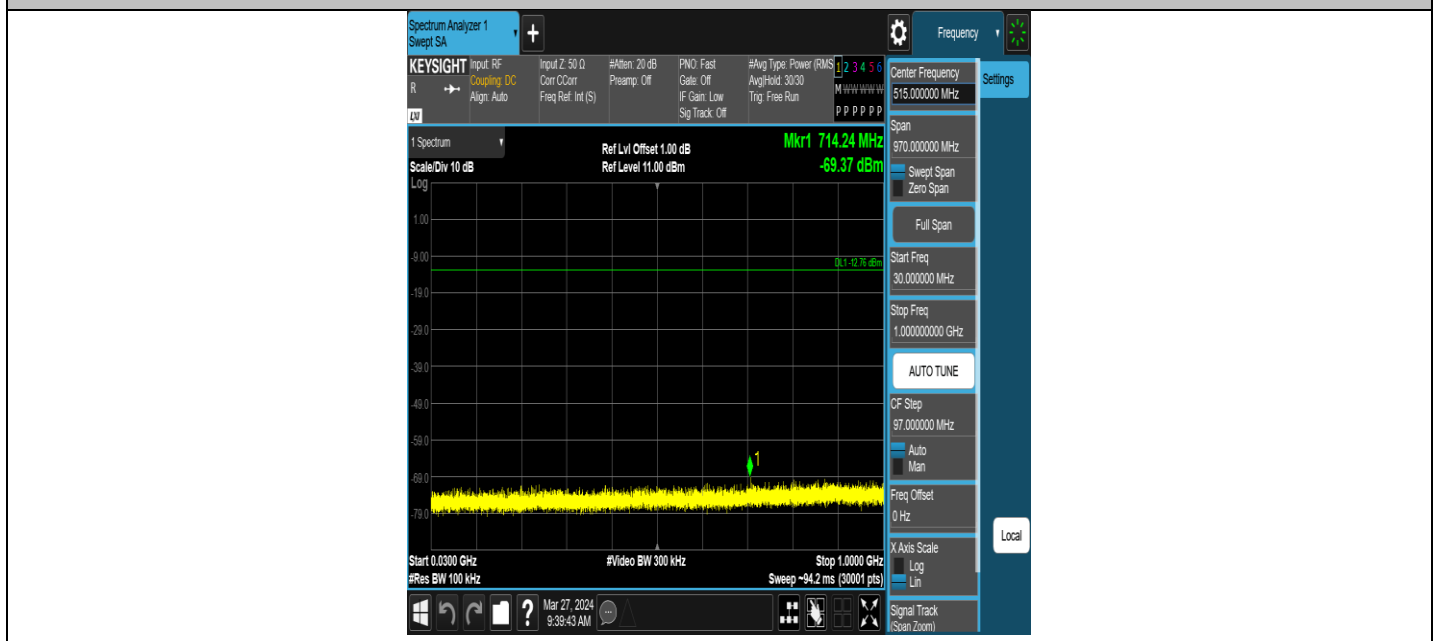 Spectrum Analyzer 1
Swept SA
+
Frequency
KEYSIGHT
R
LXI
Input: RF
Coupling: DC
Align: Auto
Input Z: 50 Ω
Corr CCorr
Freq Ref: Int (S)
#Atten: 20 dB
Preamp: Off
PNO: Fast
Gate: Off
IF Gain: Low
Sig Track: Off
#Avg Type: Power (RMS
Avg|Hold: 30/30
Trig: Free Run
1 2 3 4 5 6
M W W W W W
P P P P P P
Center Frequency
515.000000 MHz
Settings
Span
970.000000 MHz
Swept Span
Zero Span
Full Span
Start Freq
30.000000 MHz
Stop Freq
1.000000000 GHz
AUTO TUNE
CF Step
97.000000 MHz
Auto
Man
Freq Offset
0 Hz
X Axis Scale
Log
Lin
Signal Track
(Span Zoom)
Local
1 Spectrum
Scale/Div 10 dB
Ref Lvl Offset 1.00 dB
Ref Level 11.00 dBm
Mkr1 714.24 MHz
-69.37 dBm
Log
1.00
-9.00
DL1 -12.76 dBm
-19.0
-29.0
-39.0
-49.0
-59.0
1
-69.0
-79.0
Start 0.0300 GHz
#Res BW 100 kHz
#Video BW 300 kHz
Stop 1.0000 GHz
Sweep ~94.2 ms (30001 pts)
?
Mar 27, 2024
9:39:43 AM